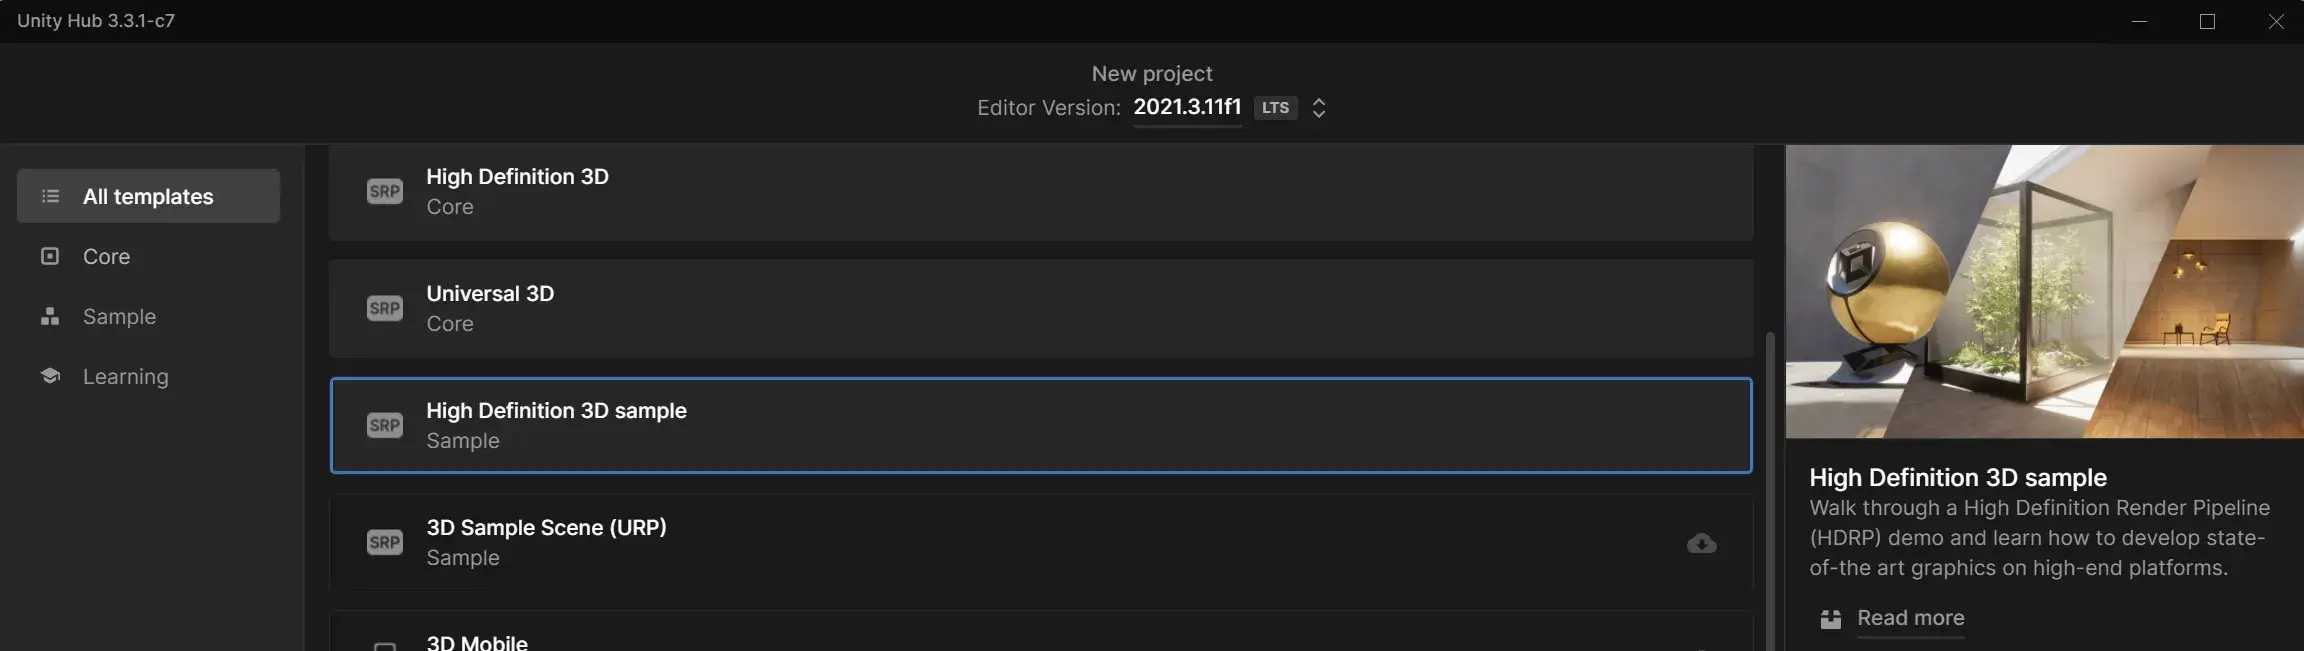 Unity Hub 3.3.1-c7
New project
Editor Version: 2021.3.11f1 LTS
All templates
Core
Sample
Learning
SRP
High Definition 3D
Core
SRP
Universal 3D
Core
SRP
High Definition 3D sample
Sample
SRP
3D Sample Scene (URP)
Sample
3D Mobile
High Definition 3D sample
Walk through a High Definition Render Pipeline
(HDRP) demo and learn how to develop state-
of-the art graphics on high-end platforms.
Read more